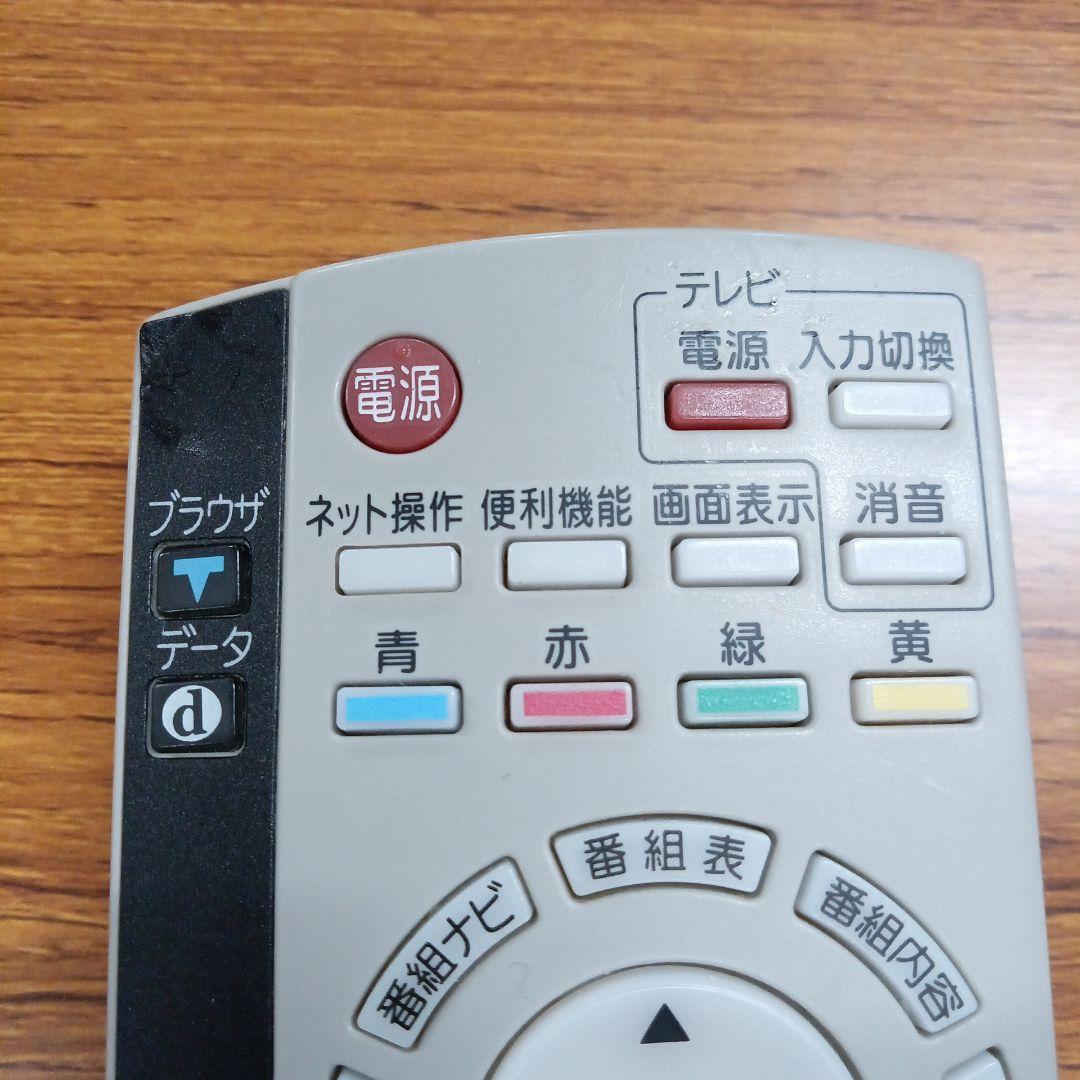 テレビ
電源
電源 入力切換
ブラウザ
ネット操作 便利機能 画面表示 消音
データ
d
青 赤 緑 黄
番組表
番組ナビ
番組内容